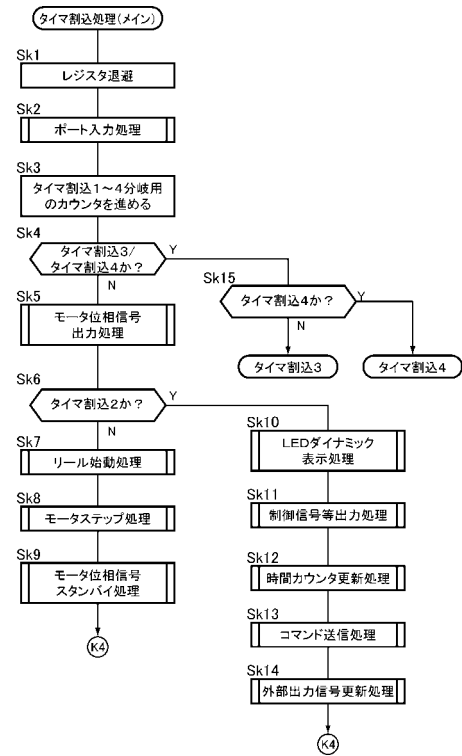 タイマ割込処理(メイン)
Sk1
レジスタ退避
Sk2
ポート入力処理
Sk3
タイマ割込1～4分岐用
のカウンタを進める
Sk4
タイマ割込3/
タイマ割込4か？
Y
N
Sk15
タイマ割込4か？
Y
N
タイマ割込3
タイマ割込4
Sk5
モータ位相信号
出力処理
Sk6
タイマ割込2か？
Y
N
Sk7
リール始動処理
Sk8
モータステップ処理
Sk9
モータ位相信号
スタンバイ処理
K4
Sk10
LEDダイナミック
表示処理
Sk11
制御信号等出力処理
Sk12
時間カウンタ更新処理
Sk13
コマンド送信処理
Sk14
外部出力信号更新処理
K4